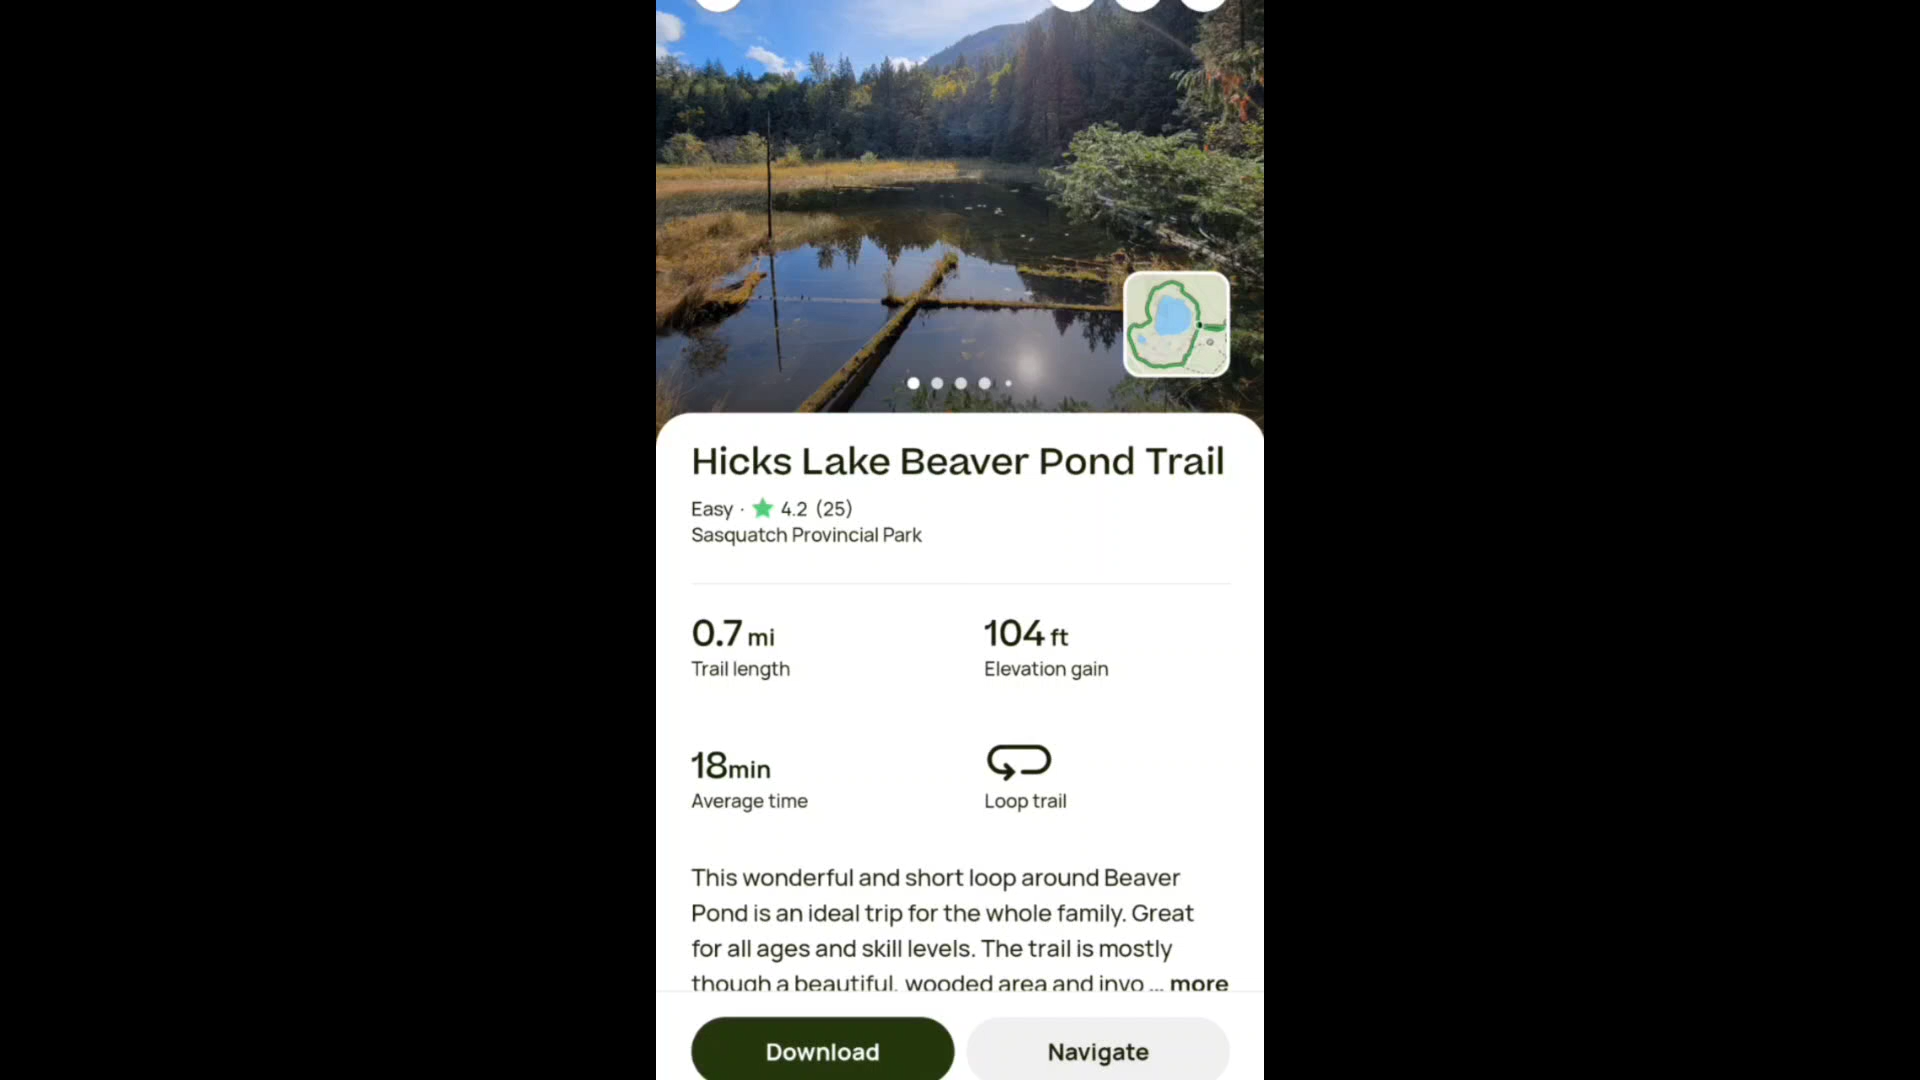 Hicks Lake Beaver Pond Trail
Easy · 4.2 (25)
Sasquatch Provincial Park
0.7 mi
Trail length
104 ft
Elevation gain
18min
Average time
Loop trail
This wonderful and short loop around Beaver
Pond is an ideal trip for the whole family. Great
for all ages and skill levels. The trail is mostly
though a beautiful, wooded area and invo ... more
Download
Navigate